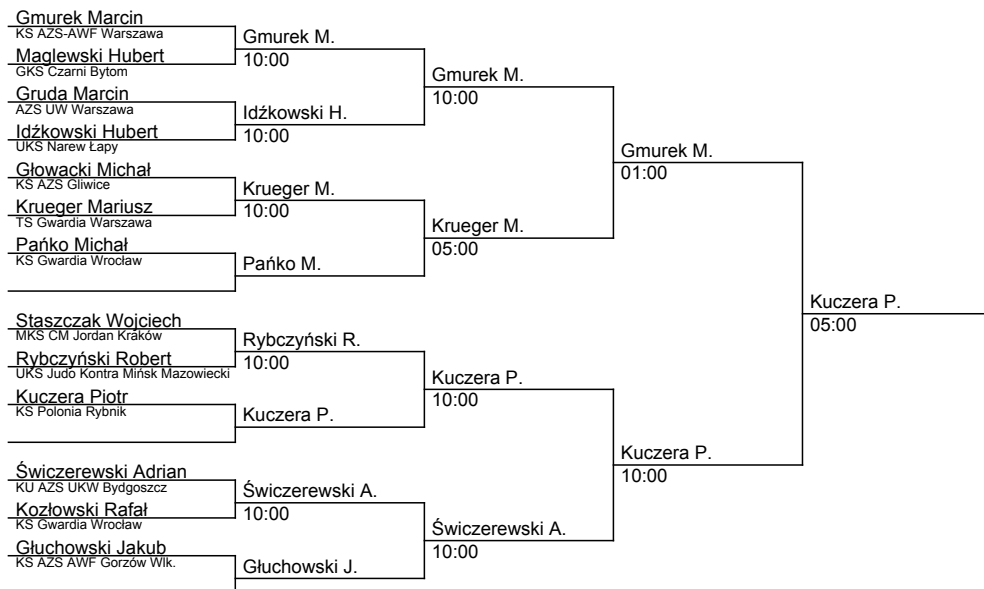 Gmurek Marcin
KS AZS-AWF Warszawa
Maglewski Hubert
GKS Czarni Bytom
Gruda Marcin
AZS UW Warszawa
Idźkowski Hubert
UKS Narew Łapy
Głowacki Michał
KS AZS Gliwice
Krueger Mariusz
TS Gwardia Warszawa
Pańko Michał
KS Gwardia Wrocław
Staszczak Wojciech
MKS CM Jordan Kraków
Rybczyński Robert
UKS Judo Kontra Mińsk Mazowiecki
Kuczera Piotr
KS Polonia Rybnik
Świczerewski Adrian
KU AZS UKW Bydgoszcz
Kozłowski Rafał
KS Gwardia Wrocław
Głuchowski Jakub
KS AZS AWF Gorzów Wlk.
Gmurek M.
10:00
Idźkowski H.
10:00
Krueger M.
10:00
Pańko M.
Rybczyński R.
10:00
Kuczera P.
Świczerewski A.
10:00
Głuchowski J.
Gmurek M.
10:00
Krueger M.
05:00
Kuczera P.
10:00
Świczerewski A.
10:00
Gmurek M.
01:00
Kuczera P.
10:00
Kuczera P.
05:00